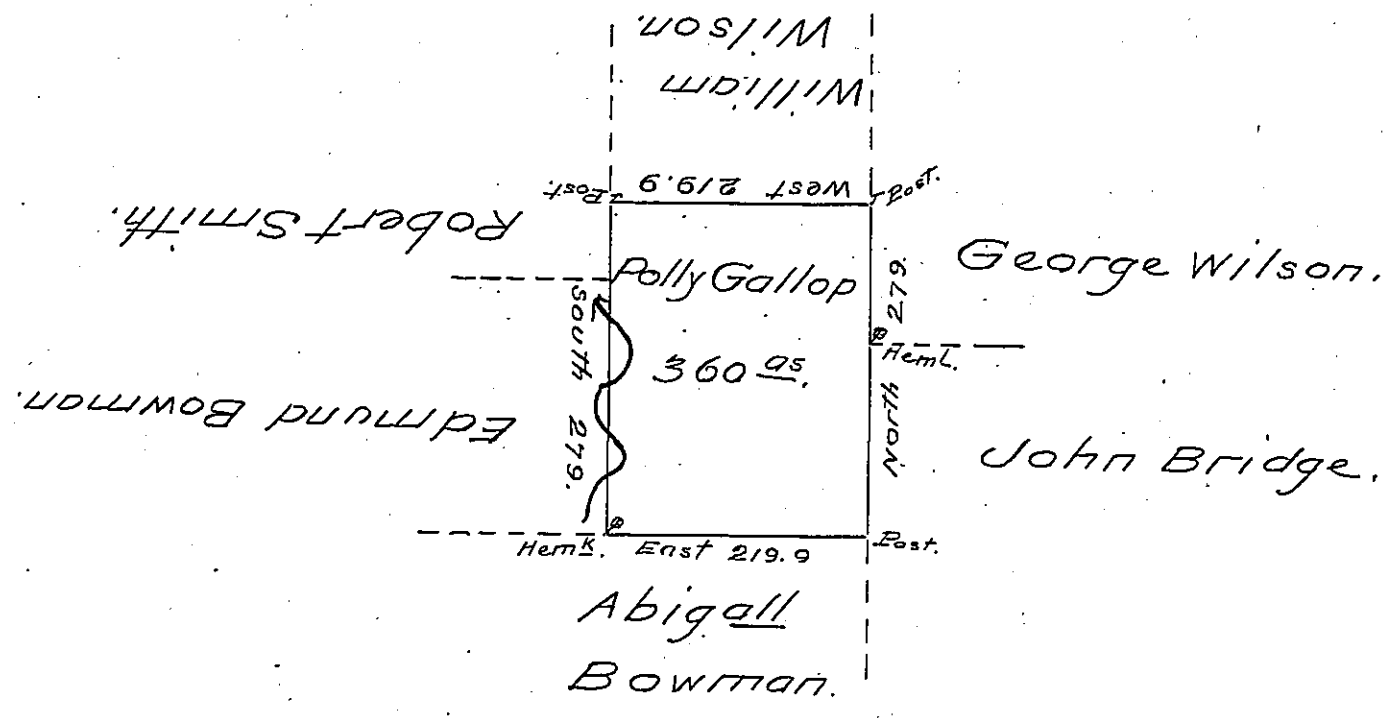 William
Wilson.
West 219.9
Post.
Post.
Robert Smith.
Polly Gallop
George Wilson.
279.
South 279.
360 as.
Heml.
Edmund Bowman.
North
John Bridge.
Hemk.
East 219.9
Post.
Abigall
Bowman.